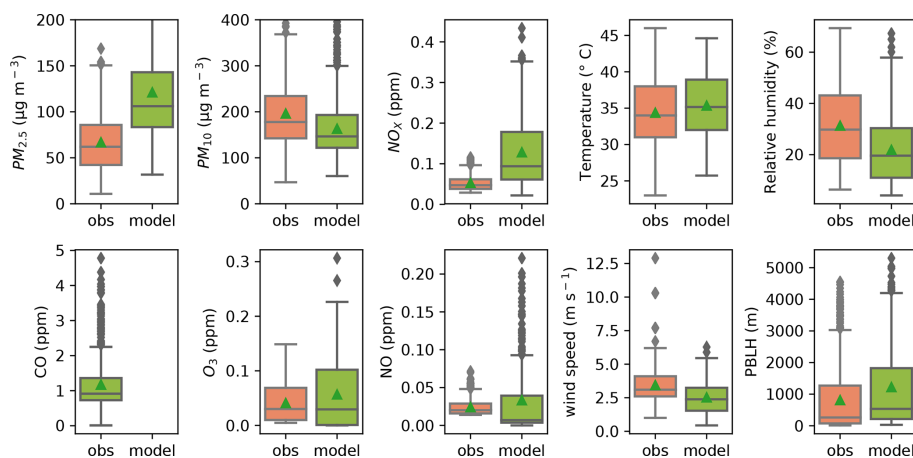 PM2.5 (µg m−3)
200
150
100
50
0
obs model
PM10 (µg m−3)
400
300
200
100
0
obs model
NOX (ppm)
0.4
0.3
0.2
0.1
0.0
obs model
Temperature (° C)
45
40
35
30
25
obs model
Relative humidity (%)
60
40
20
obs model
CO (ppm)
5
4
3
2
1
0
obs model
O3 (ppm)
0.3
0.2
0.1
0.0
obs model
NO (ppm)
0.20
0.15
0.10
0.05
0.00
obs model
wind speed (m s−1)
12.5
10.0
7.5
5.0
2.5
0.0
obs model
PBLH (m)
5000
4000
3000
2000
1000
0
obs model